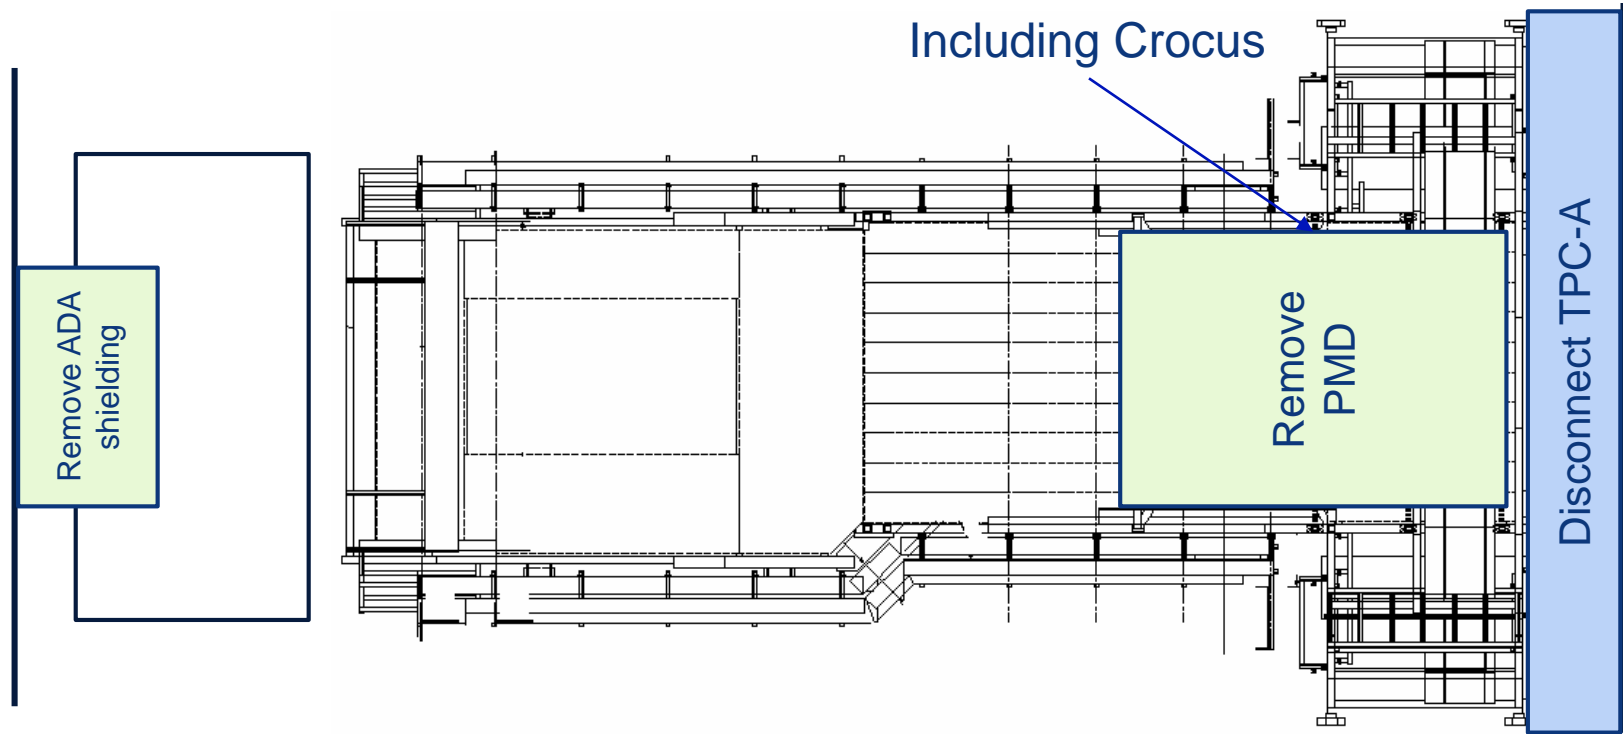 Including Crocus
Remove ADA
shielding
Remove
PMD
Disconnect TPC-A